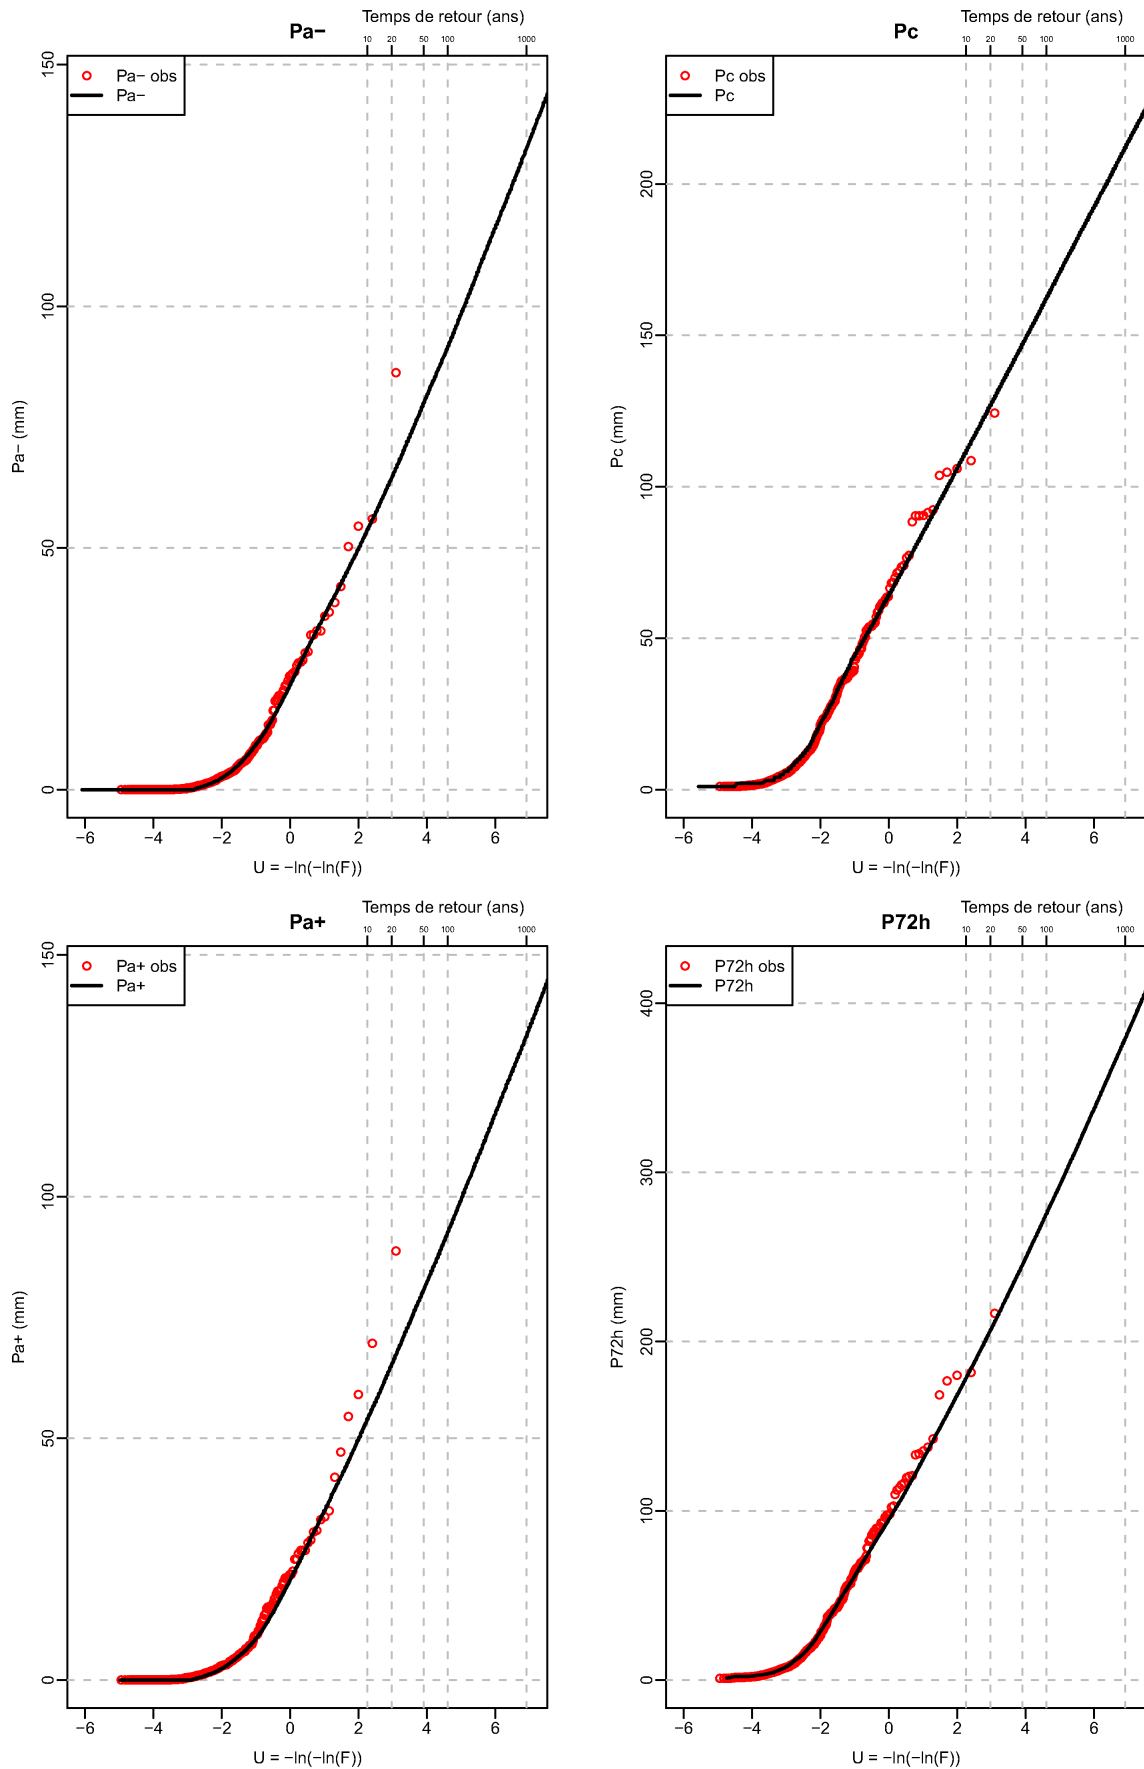 Temps de retour (ans)
Pa−
10 20 50 100 1000
Pa− obs
Pa−
150
100
50
0
Pa− (mm)
−6 −4 −2 0 2 4 6
U = −ln(−ln(F))
Temps de retour (ans)
Pc
10 20 50 100 1000
Pc obs
Pc
200
150
100
50
0
Pc (mm)
−6 −4 −2 0 2 4 6
U = −ln(−ln(F))
Temps de retour (ans)
Pa+
10 20 50 100 1000
Pa+ obs
Pa+
150
100
50
0
Pa+ (mm)
−6 −4 −2 0 2 4 6
U = −ln(−ln(F))
Temps de retour (ans)
P72h
10 20 50 100 1000
P72h obs
P72h
400
300
200
100
0
P72h (mm)
−6 −4 −2 0 2 4 6
U = −ln(−ln(F))